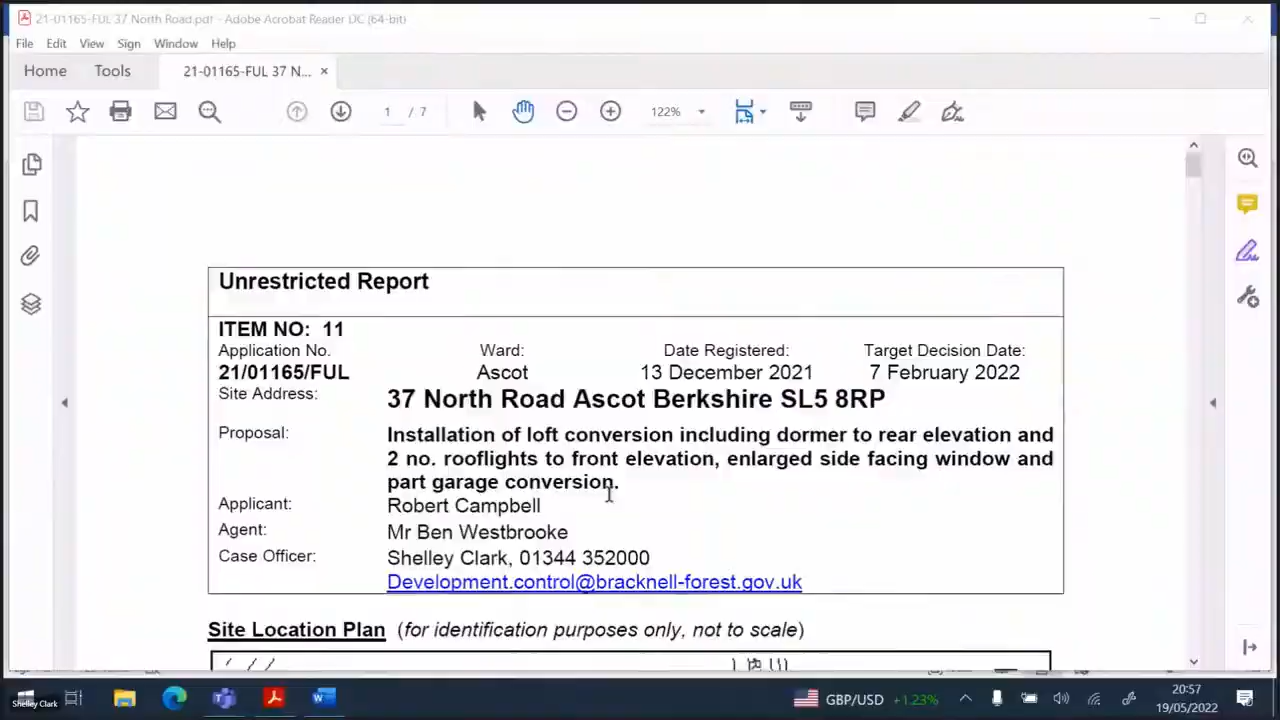 21-01165-FUL 37 North Road.pdf - Adobe Acrobat Reader DC (64-bit)
File Edit View Sign Window Help
Home Tools 21-01165-FUL 37 N... ×
1 / 7 122%
Unrestricted Report
ITEM NO: 11
Application No. Ward: Date Registered: Target Decision Date:
21/01165/FUL Ascot 13 December 2021 7 February 2022
Site Address: 37 North Road Ascot Berkshire SL5 8RP
Proposal: Installation of loft conversion including dormer to rear elevation and
2 no. rooflights to front elevation, enlarged side facing window and
part garage conversion.
Applicant: Robert Campbell
Agent: Mr Ben Westbrooke
Case Officer: Shelley Clark, 01344 352000
Development.control@bracknell-forest.gov.uk
Site Location Plan (for identification purposes only, not to scale)
Shelley Clark
GBP/USD +1.23%
20:57
19/05/2022